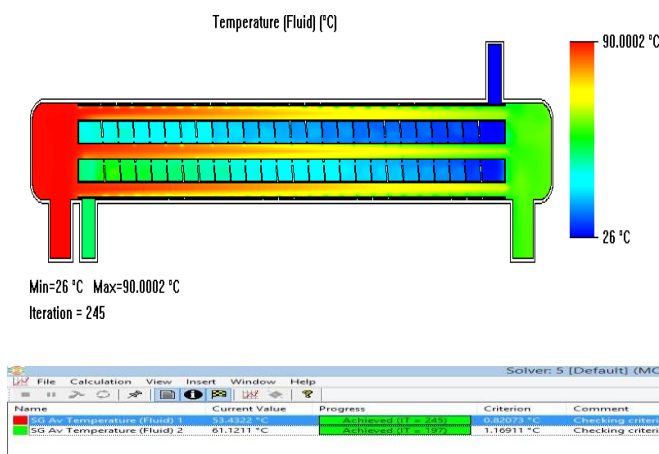 Temperature (Fluid) (°C)
90.0002 °C
26 °C
Min=26 °C Max=90.0002 °C
Iteration = 245
Solver: 5 [Default] (MC
File Calculation View Insert Window Help
Name Current Value Progress Criterion Comment
SG Av Temperature (Fluid) 1 53.4322 °C Achieved (IT = 245) 0.82073 °C Checking criteri
SG Av Temperature (Fluid) 2 61.1211 °C Achieved (IT = 197) 1.16911 °C Checking criteri